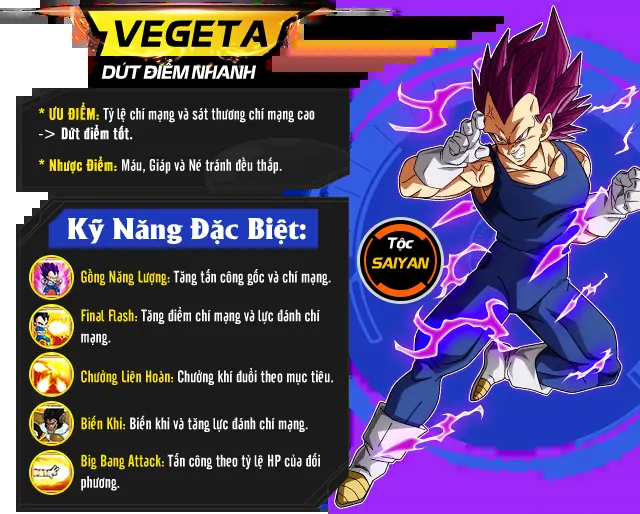 VEGETA
DỨT ĐIỂM NHANH
* ƯU ĐIỂM: Tỷ lệ chí mạng và sát thương chí mạng cao
-> Dứt điểm tốt.
* Nhược Điểm: Máu, Giáp và Né tránh đều thấp.
Kỹ Năng Đặc Biệt:
Gồng Năng Lượng: Tăng tấn công gốc và chí mạng.
Final Flash: Tăng điểm chí mạng và lực đánh chí
mạng.
Chưởng Liên Hoàn: Chưởng khí đuổi theo mục tiêu.
Biến Khỉ: Biến khỉ và tăng lực đánh chí mạng.
Big Bang Attack: Tấn công theo tỷ lệ HP của đối
phương.
Tộc
SAIYAN